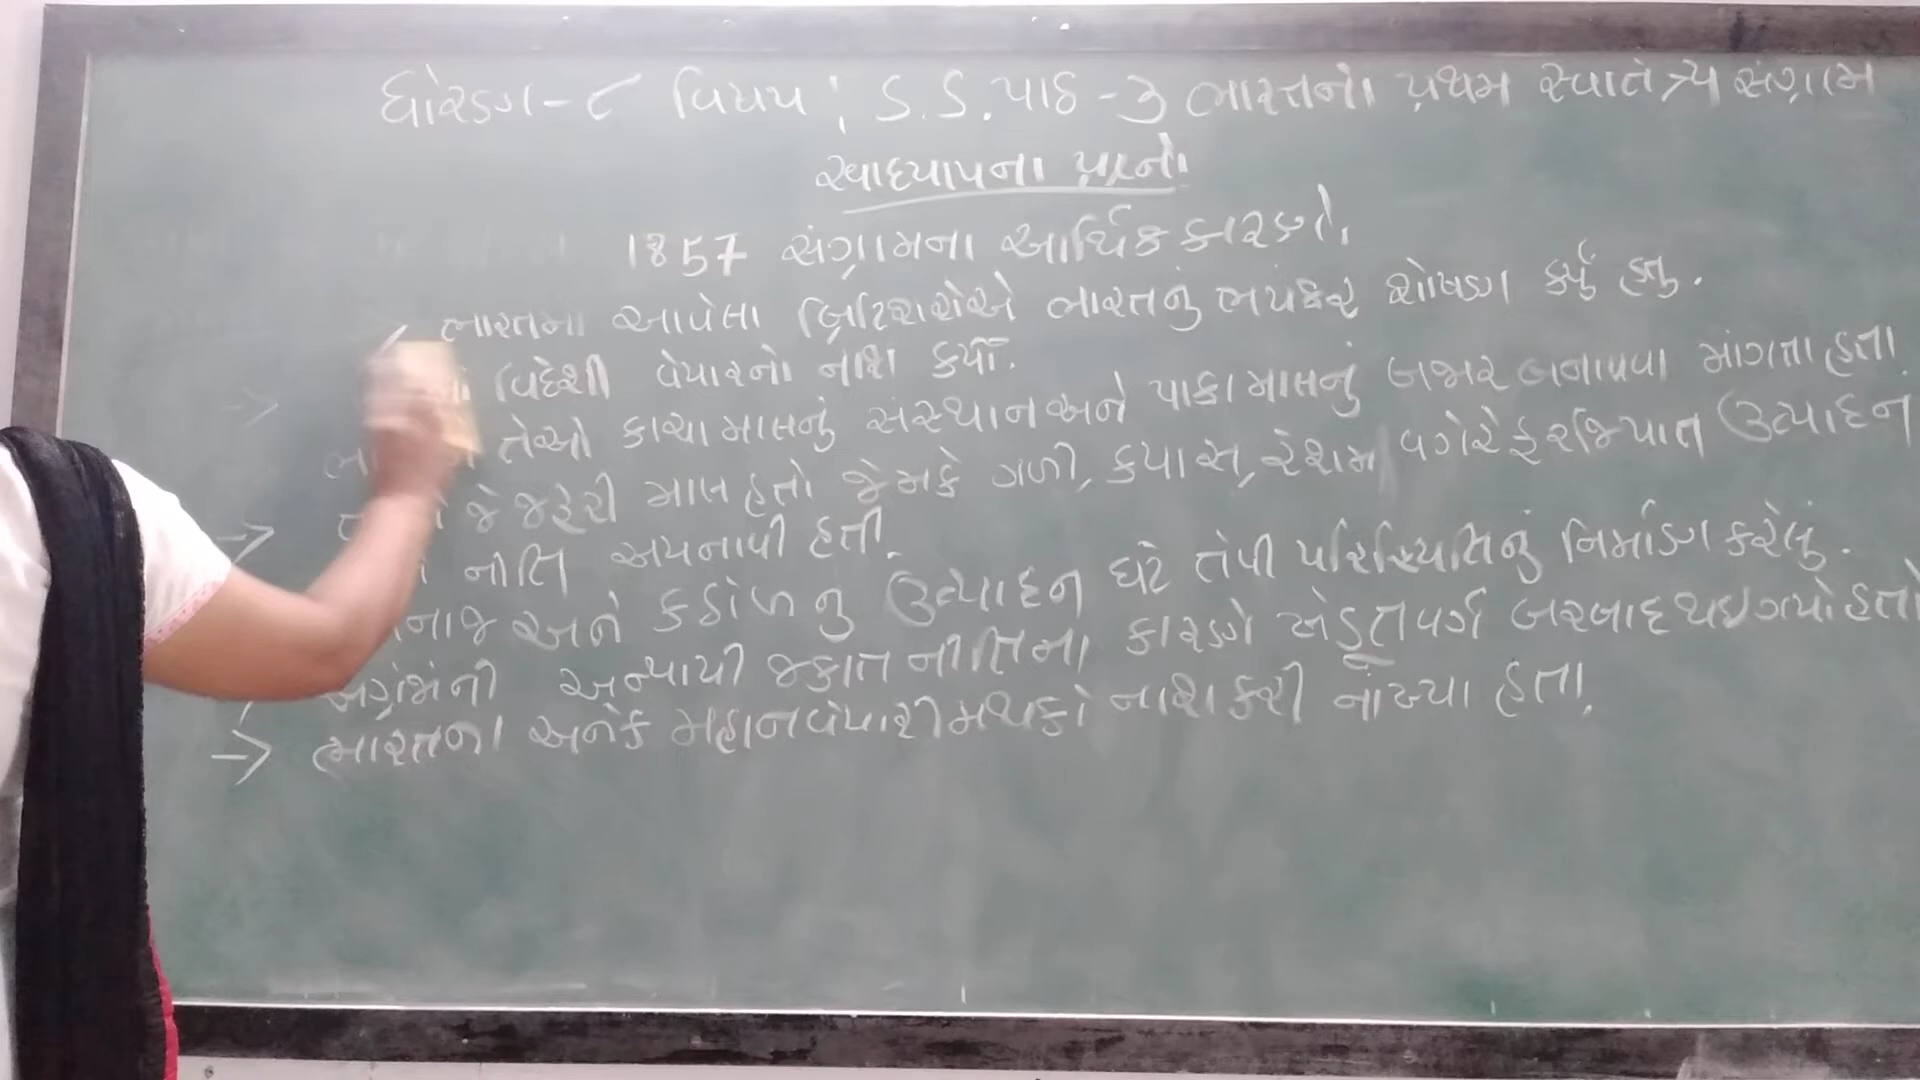 ધોરણ-૮ વિષય: S.S. પાઠ-૩ ભારતનો પ્રથમ સ્વાતંત્ર્ય સંગ્રામ
સ્વાધ્યાયના પ્રશ્નો
1857 સંગ્રામના આર્થિક કારણો.
ભારતમા આવેલા બ્રિટિશરોએ ભારતનું ભયંકર શોષણ કર્યું હતુ.
વિદેશી વેપારનો નાશ કર્યો.
તેઓ કાચા માલનું સંસ્થાન અને પાકા માલનું બજાર બનાવવા માંગતા હતા.
જે જરૂરી માલ હતો જેમકે ગળી, કપાસ, રેશમ વગેરે ફરજિયાત ઉત્પાદન
નીતિ અપનાવી હતી.
અને કઠોળનુ ઉત્પાદન ઘટે તેવી પરિસ્થિતિનું નિર્માણ કરેલું.
અંગ્રેજોની અન્યાયી જકાત નીતિના કારણે ખેડૂતવર્ગ બરબાદ થઇ ગયો હતો
→ ભારતના અનેક મહાન વેપારી મથકો નાશ કરી નાંખ્યા હતા.